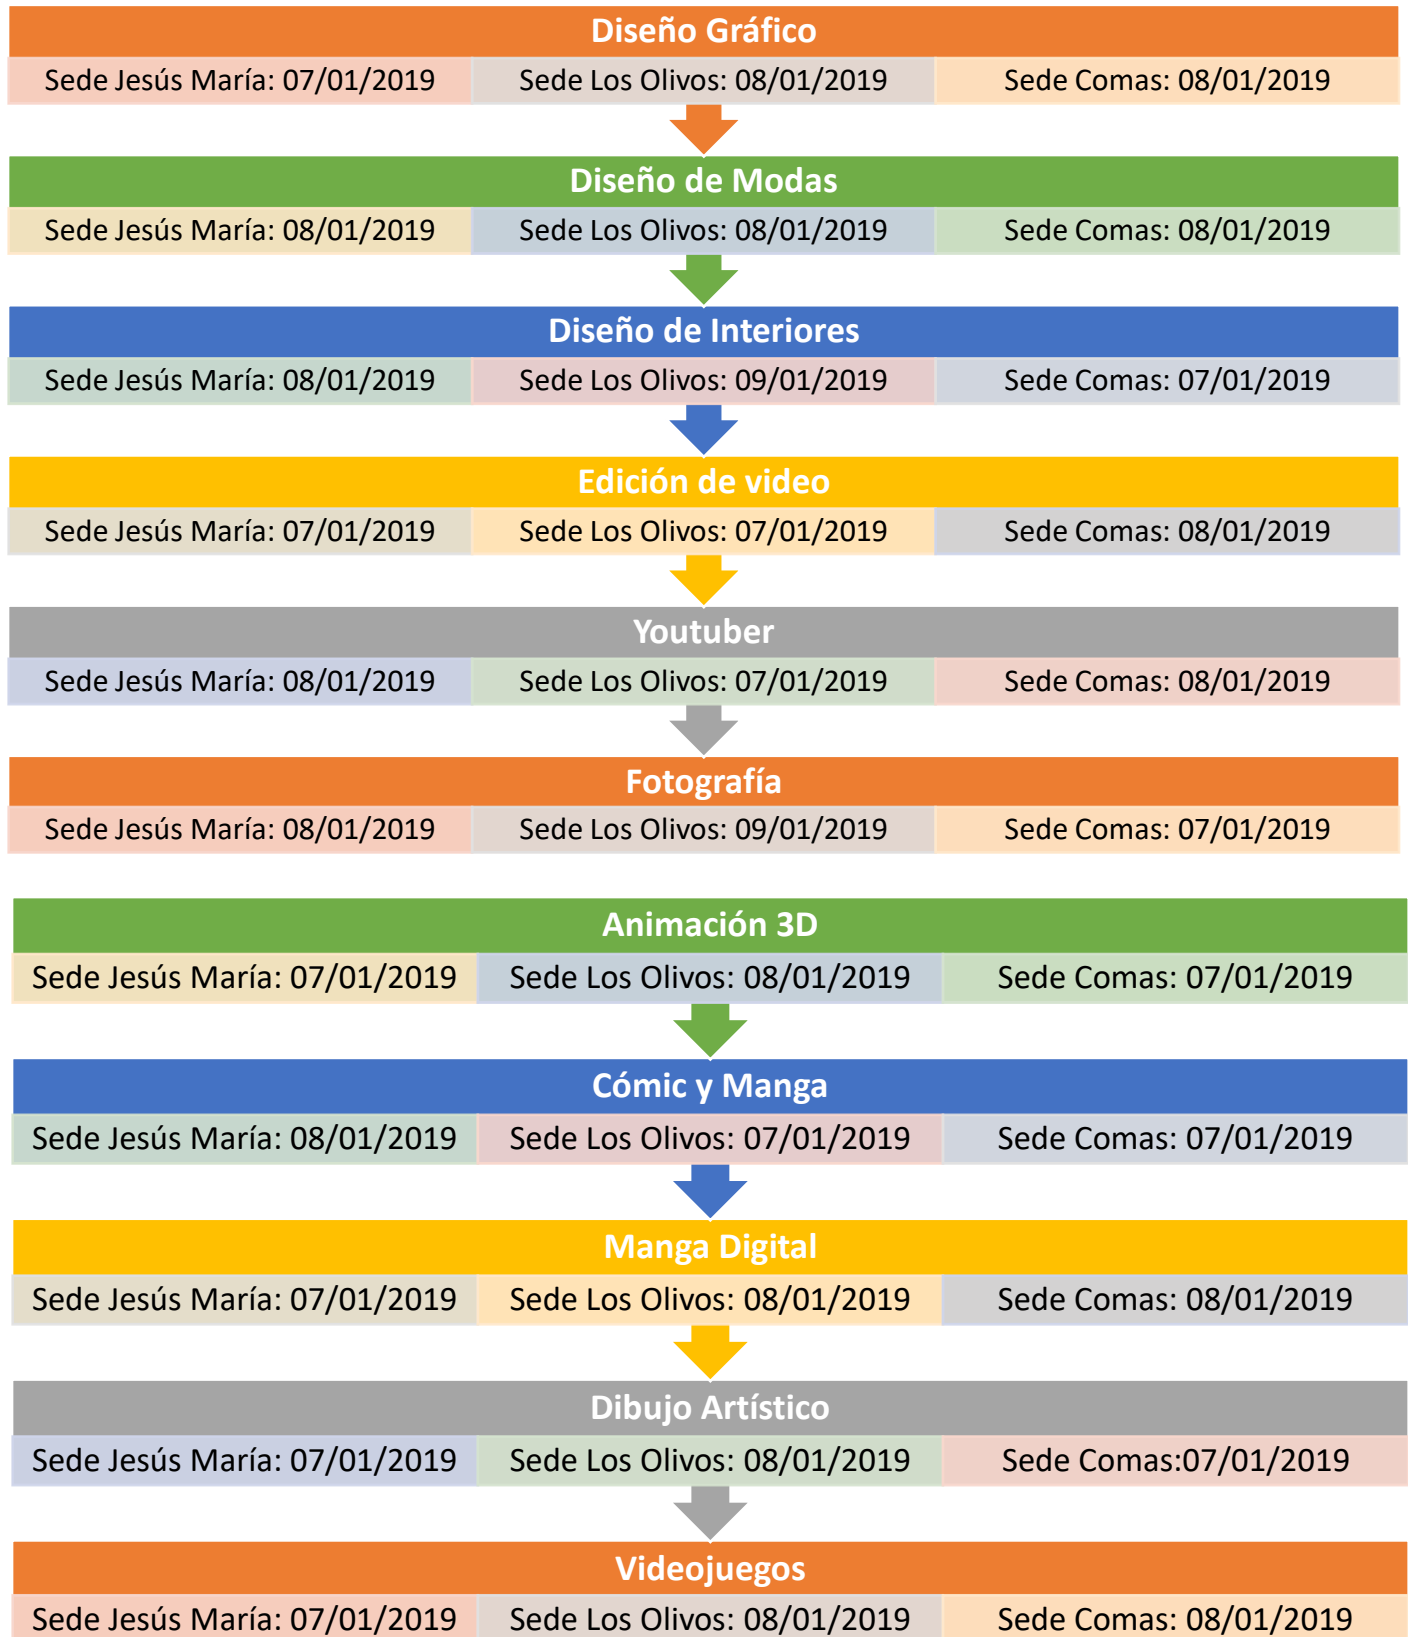 Diseño Gráfico
Sede Jesús María: 07/01/2019 Sede Los Olivos: 08/01/2019 Sede Comas: 08/01/2019
Diseño de Modas
Sede Jesús María: 08/01/2019 Sede Los Olivos: 08/01/2019 Sede Comas: 08/01/2019
Diseño de Interiores
Sede Jesús María: 08/01/2019 Sede Los Olivos: 09/01/2019 Sede Comas: 07/01/2019
Edición de video
Sede Jesús María: 07/01/2019 Sede Los Olivos: 07/01/2019 Sede Comas: 08/01/2019
Youtuber
Sede Jesús María: 08/01/2019 Sede Los Olivos: 07/01/2019 Sede Comas: 08/01/2019
Fotografía
Sede Jesús María: 08/01/2019 Sede Los Olivos: 09/01/2019 Sede Comas: 07/01/2019
Animación 3D
Sede Jesús María: 07/01/2019 Sede Los Olivos: 08/01/2019 Sede Comas: 07/01/2019
Cómic y Manga
Sede Jesús María: 08/01/2019 Sede Los Olivos: 07/01/2019 Sede Comas: 07/01/2019
Manga Digital
Sede Jesús María: 07/01/2019 Sede Los Olivos: 08/01/2019 Sede Comas: 08/01/2019
Dibujo Artístico
Sede Jesús María: 07/01/2019 Sede Los Olivos: 08/01/2019 Sede Comas:07/01/2019
Videojuegos
Sede Jesús María: 07/01/2019 Sede Los Olivos: 08/01/2019 Sede Comas: 08/01/2019